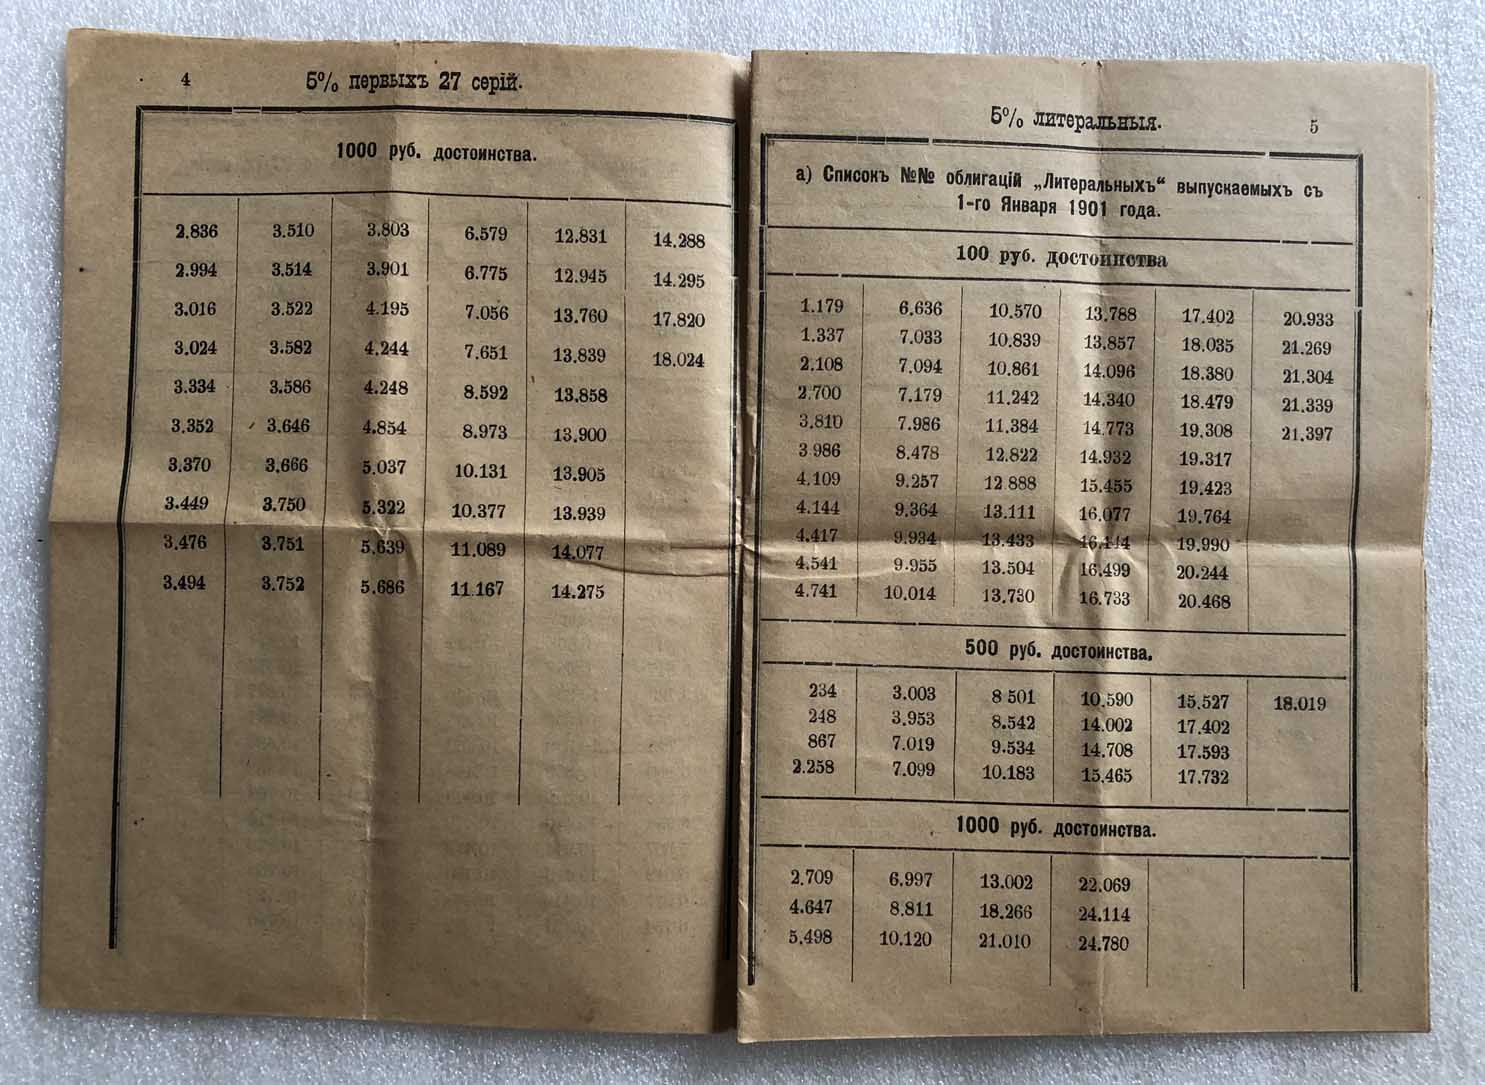 4 5% первыхъ 27 серій.
1000 руб. достоинства.
2.836 3.510 3.803 6.579 12.831 14.288
2.994 3.514 3.901 6.775 12.945 14.295
3.016 3.522 4.195 7.056 13.760 17.820
3.024 3.582 4.244 7.651 13.839 18.024
3.334 3.586 4.248 8.592 13.858
3.352 3.646 4.854 8.973 13.900
3.370 3.666 5.037 10.131 13.905
3.449 3.750 5.322 10.377 13.939
3.476 3.751 5.639 11.089 14.077
3.494 3.752 5.686 11.167 14.275
5% литеральныя. 5
а) Списокъ №№ облигацій „Литеральныхъ“ выпускаемыхъ съ
1-го Января 1901 года.
100 руб. достоинства
1.179 6.636 10.570 13.788 17.402 20.933
1.337 7.033 10.839 13.857 18.035 21.269
2.108 7.094 10.861 14.096 18.380 21.304
2.700 7.179 11.242 14.340 18.479 21.339
3.810 7.986 11.384 14.773 19.308 21.397
3 986 8.478 12.822 14.932 19.317
4.109 9.257 12 888 15.455 19.423
4.144 9.364 13.111 16.077 19.764
4.417 9.934 13.433 16.444 19.990
4.541 9.955 13.504 16.499 20.244
4.741 10.014 13.730 16.733 20.468
500 руб. достоинства.
234 3.003 8 501 10.590 15.527 18.019
248 3.953 8.542 14.002 17.402
867 7.019 9.534 14.708 17.593
2.258 7.099 10.183 15.465 17.732
1000 руб. достоинства.
2.709 6.997 13.002 22.069
4.647 8.811 18.266 24.114
5.498 10.120 21.010 24.780